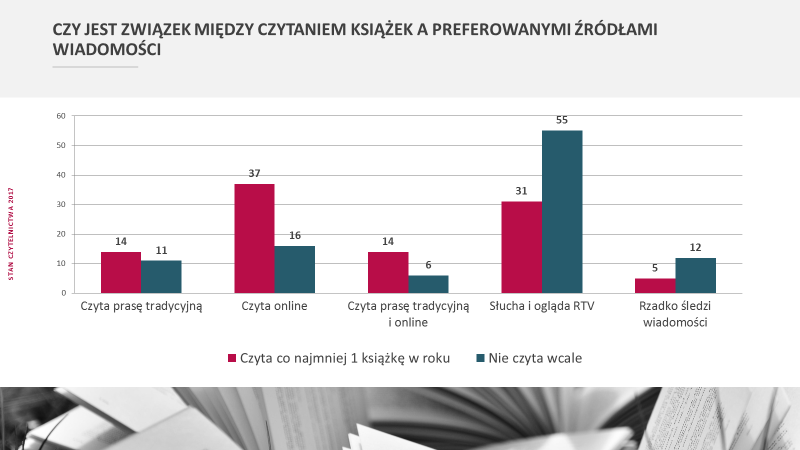 CZY JEST ZWIĄZEK MIĘDZY CZYTANIEM KSIĄŻEK A PREFEROWANYMI ŹRÓDŁAMI
WIADOMOŚCI
STAN CZYTELNICTWA 2017
60
50
40
30
20
10
0
14
11
37
16
14
6
31
55
5
12
Czyta prasę tradycyjną
Czyta online
Czyta prasę tradycyjną
i online
Słucha i ogląda RTV
Rzadko śledzi
wiadomości
Czyta co najmniej 1 książkę w roku
Nie czyta wcale